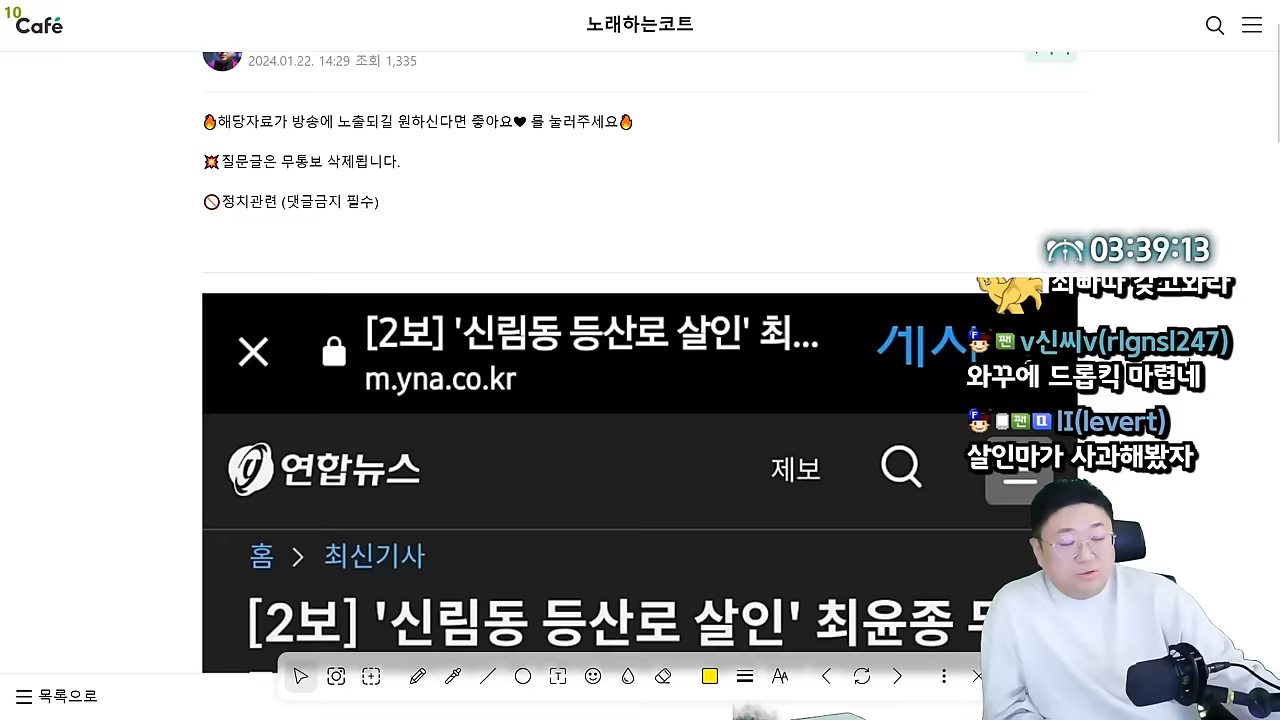 10
Café
노래하는코트
2024.01.22. 14:29 조회 1,335
🔥해당자료가 방송에 노출되길 원하신다면 좋아요🖤 를 눌러주세요🔥
💥질문글은 무통보 삭제됩니다.
🚫정치관련 (댓글금지 필수)
03:39:13
갖고와라
[2보] '신림동 등산로 살인' 최...
m.yna.co.kr
v신씨v(rlgnsl247)
와꾸에 드롭킥 마렵네
lI(levert)
살인마가 사과해봤자
연합뉴스
제보
홈 > 최신기사
[2보] '신림동 등산로 살인' 최윤종
목록으로